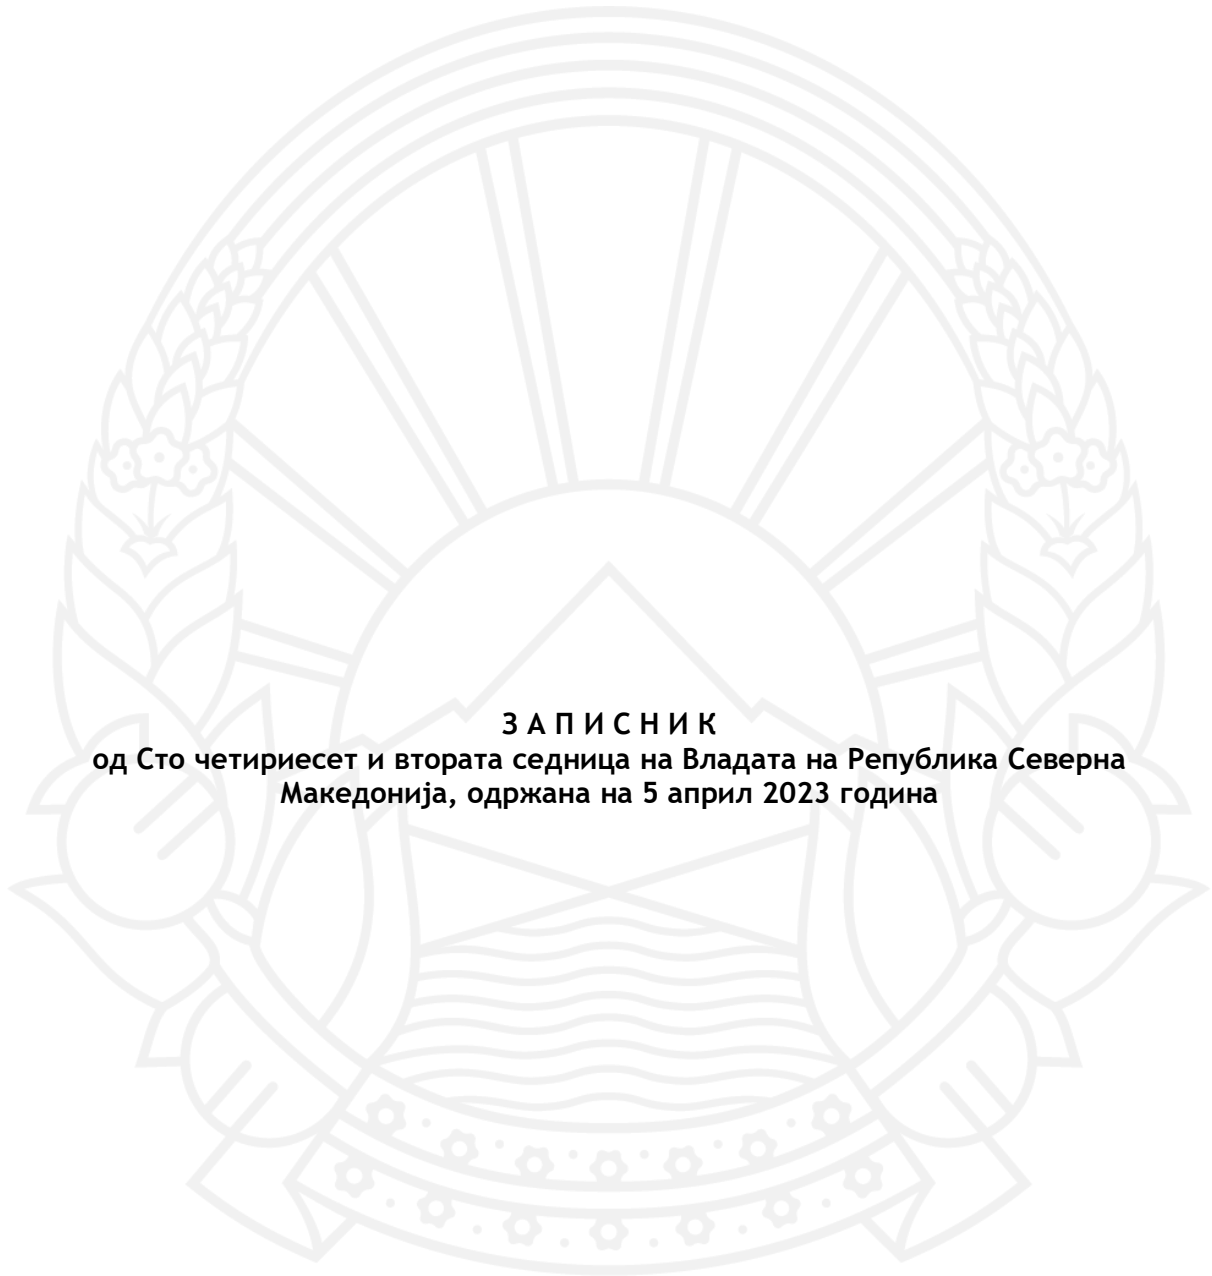 З А П И С Н И К
од Сто четириесет и втората седница на Владата на Република Северна
Македонија, одржана на 5 април 2023 година